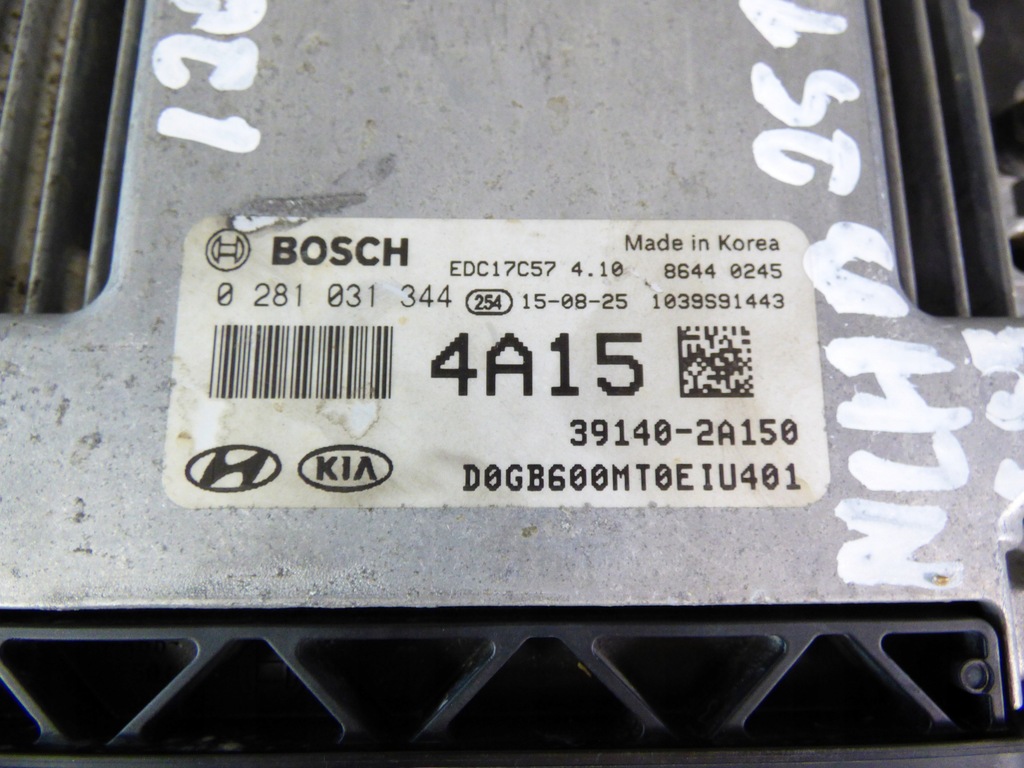 BOSCH
Made in Korea
EDC17C57 4.10 8644 0245
0 281 031 344 254 15-08-25 1039S91443
4A15
39140-2A150
KIA
D0GB600MT0EIU401